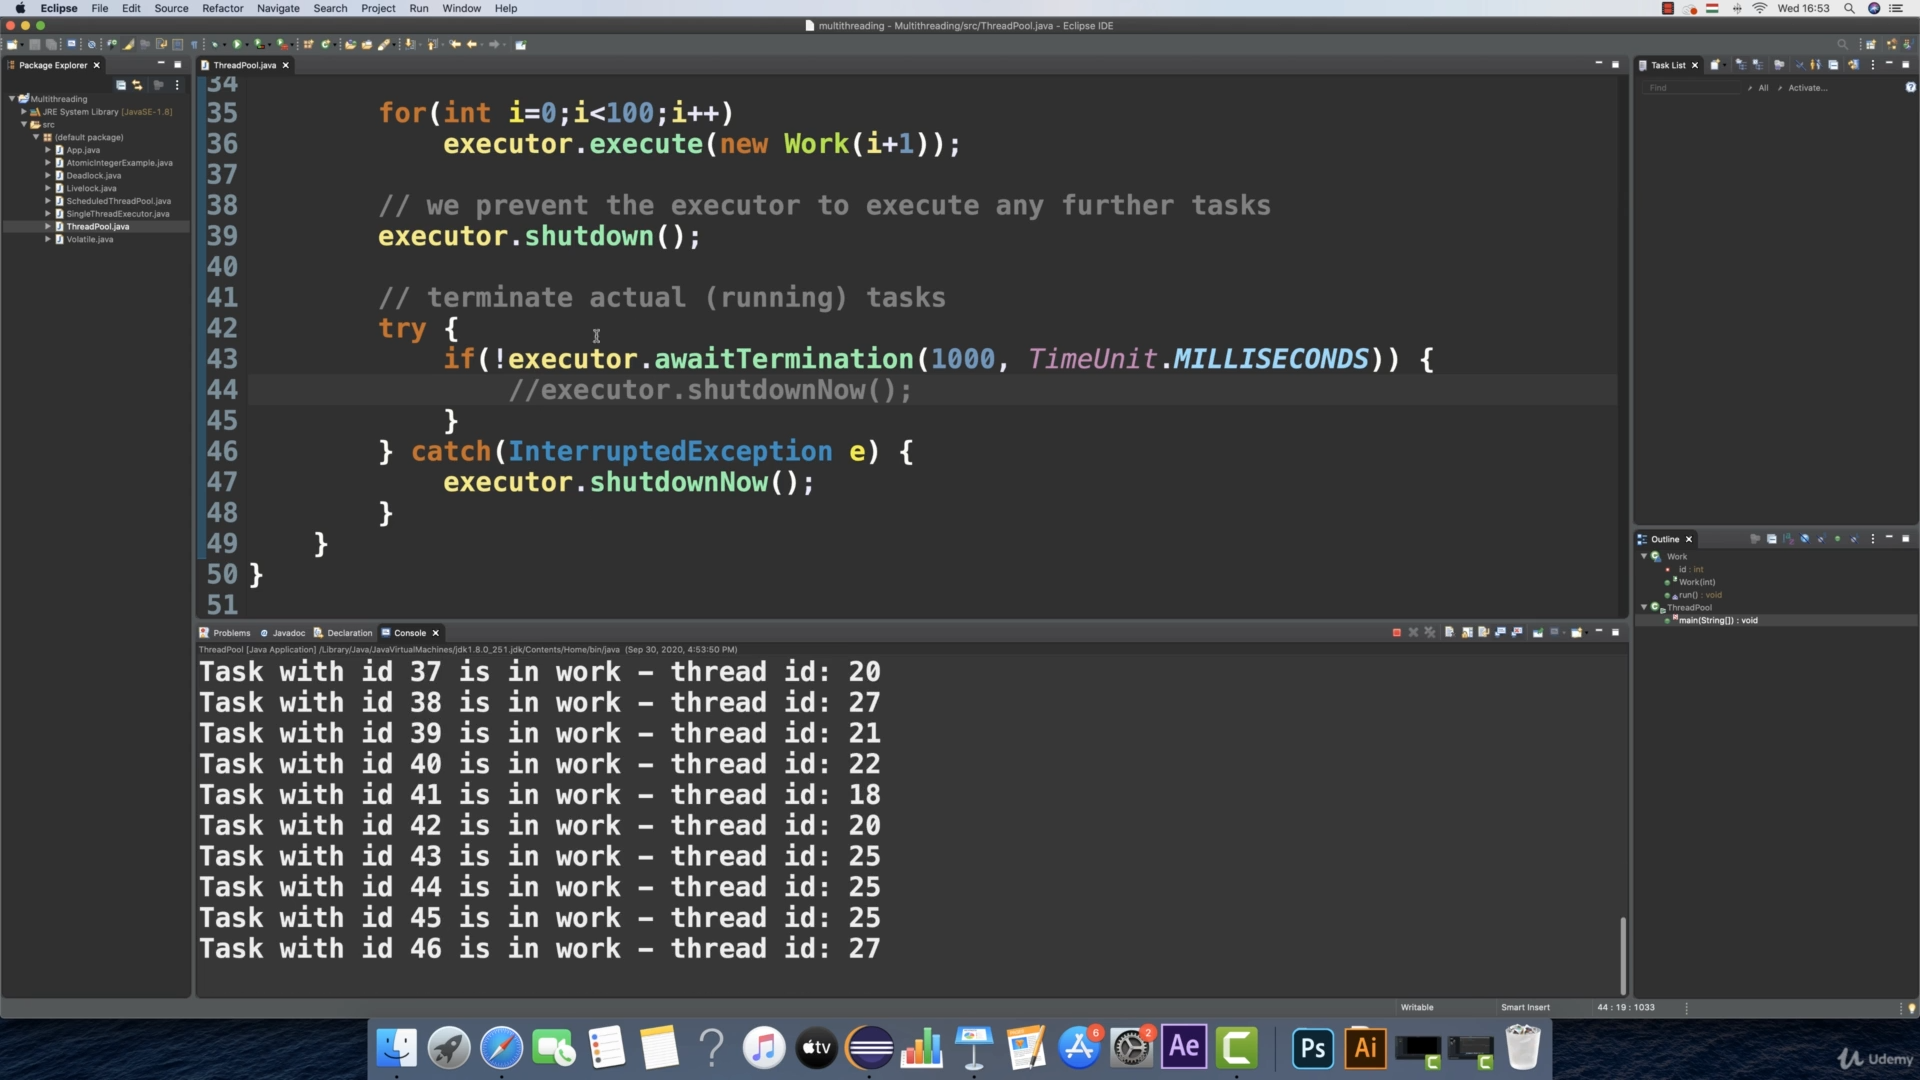 Eclipse File Edit Source Refactor Navigate Search Project Run Window Help Wed 16:53
multithreading - Multithreading/src/ThreadPool.java - Eclipse IDE
Package Explorer
Multithreading
JRE System Library [JavaSE-1.8]
src
(default package)
App.java
AtomicIntegerExample.java
Deadlock.java
Livelock.java
ScheduledThreadPool.java
SingleThreadExecutor.java
ThreadPool.java
Volatile.java
ThreadPool.java
34
35 for(int i=0;i<100;i++)
36 executor.execute(new Work(i+1));
37
38 // we prevent the executor to execute any further tasks
39 executor.shutdown();
40
41 // terminate actual (running) tasks
42 try {
43 if(!executor.awaitTermination(1000, TimeUnit.MILLISECONDS)) {
44 //executor.shutdownNow();
45 }
46 } catch(InterruptedException e) {
47 executor.shutdownNow();
48 }
49 }
50 }
51
Task List
Find All Activate...
Outline
Work
id : int
Work(int)
run() : void
ThreadPool
main(String[]) : void
Problems Javadoc Declaration Console
ThreadPool [Java Application] /Library/Java/JavaVirtualMachines/jdk1.8.0_251.jdk/Contents/Home/bin/java (Sep 30, 2020, 4:53:50 PM)
Task with id 37 is in work - thread id: 20
Task with id 38 is in work - thread id: 27
Task with id 39 is in work - thread id: 21
Task with id 40 is in work - thread id: 22
Task with id 41 is in work - thread id: 18
Task with id 42 is in work - thread id: 20
Task with id 43 is in work - thread id: 25
Task with id 44 is in work - thread id: 25
Task with id 45 is in work - thread id: 25
Task with id 46 is in work - thread id: 27
Writable Smart Insert 44 : 19 : 1033
tv 6 2 Ae Ps Ai
Udemy